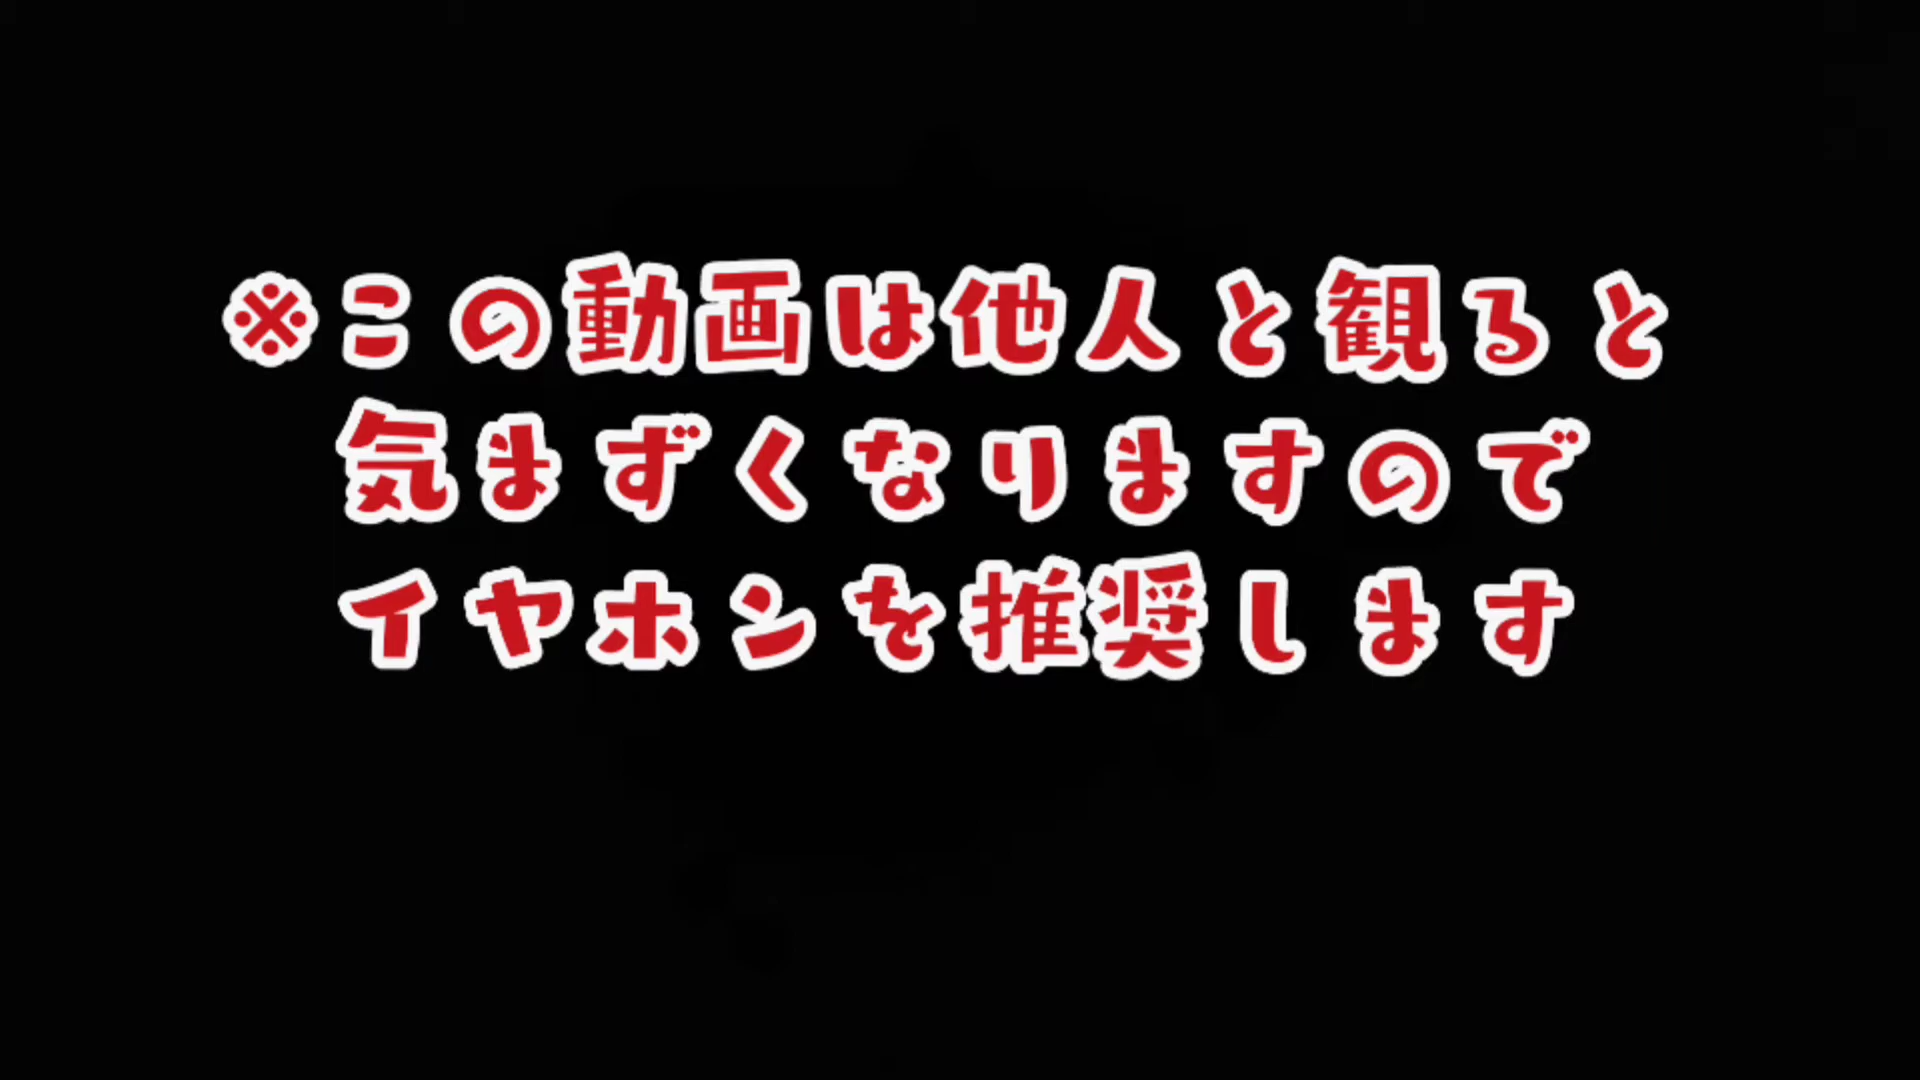 ※この動画は他人と観ると
気まずくなりますので
イヤホンを推奨します